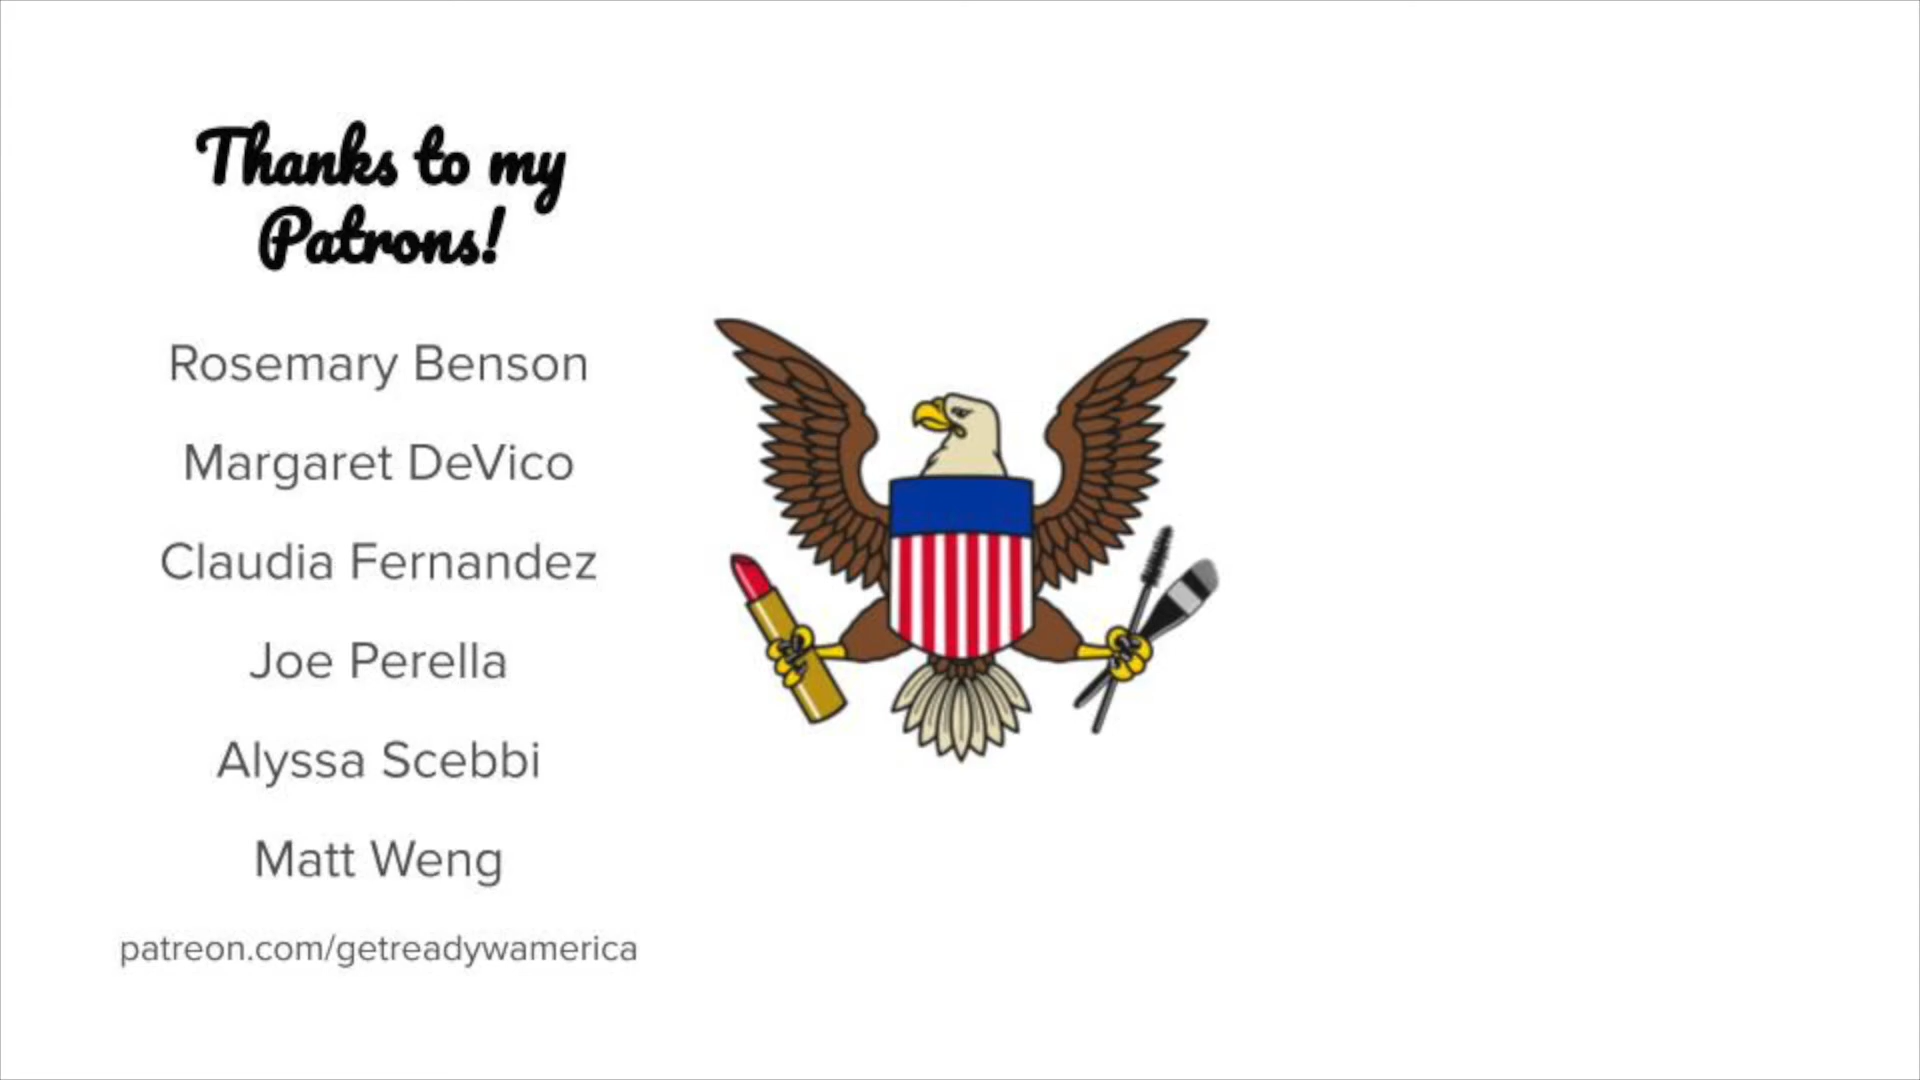 Thanks to my
Patrons!
Rosemary Benson
Margaret DeVico
Claudia Fernandez
Joe Perella
Alyssa Scebbi
Matt Weng
patreon.com/getreadywamerica